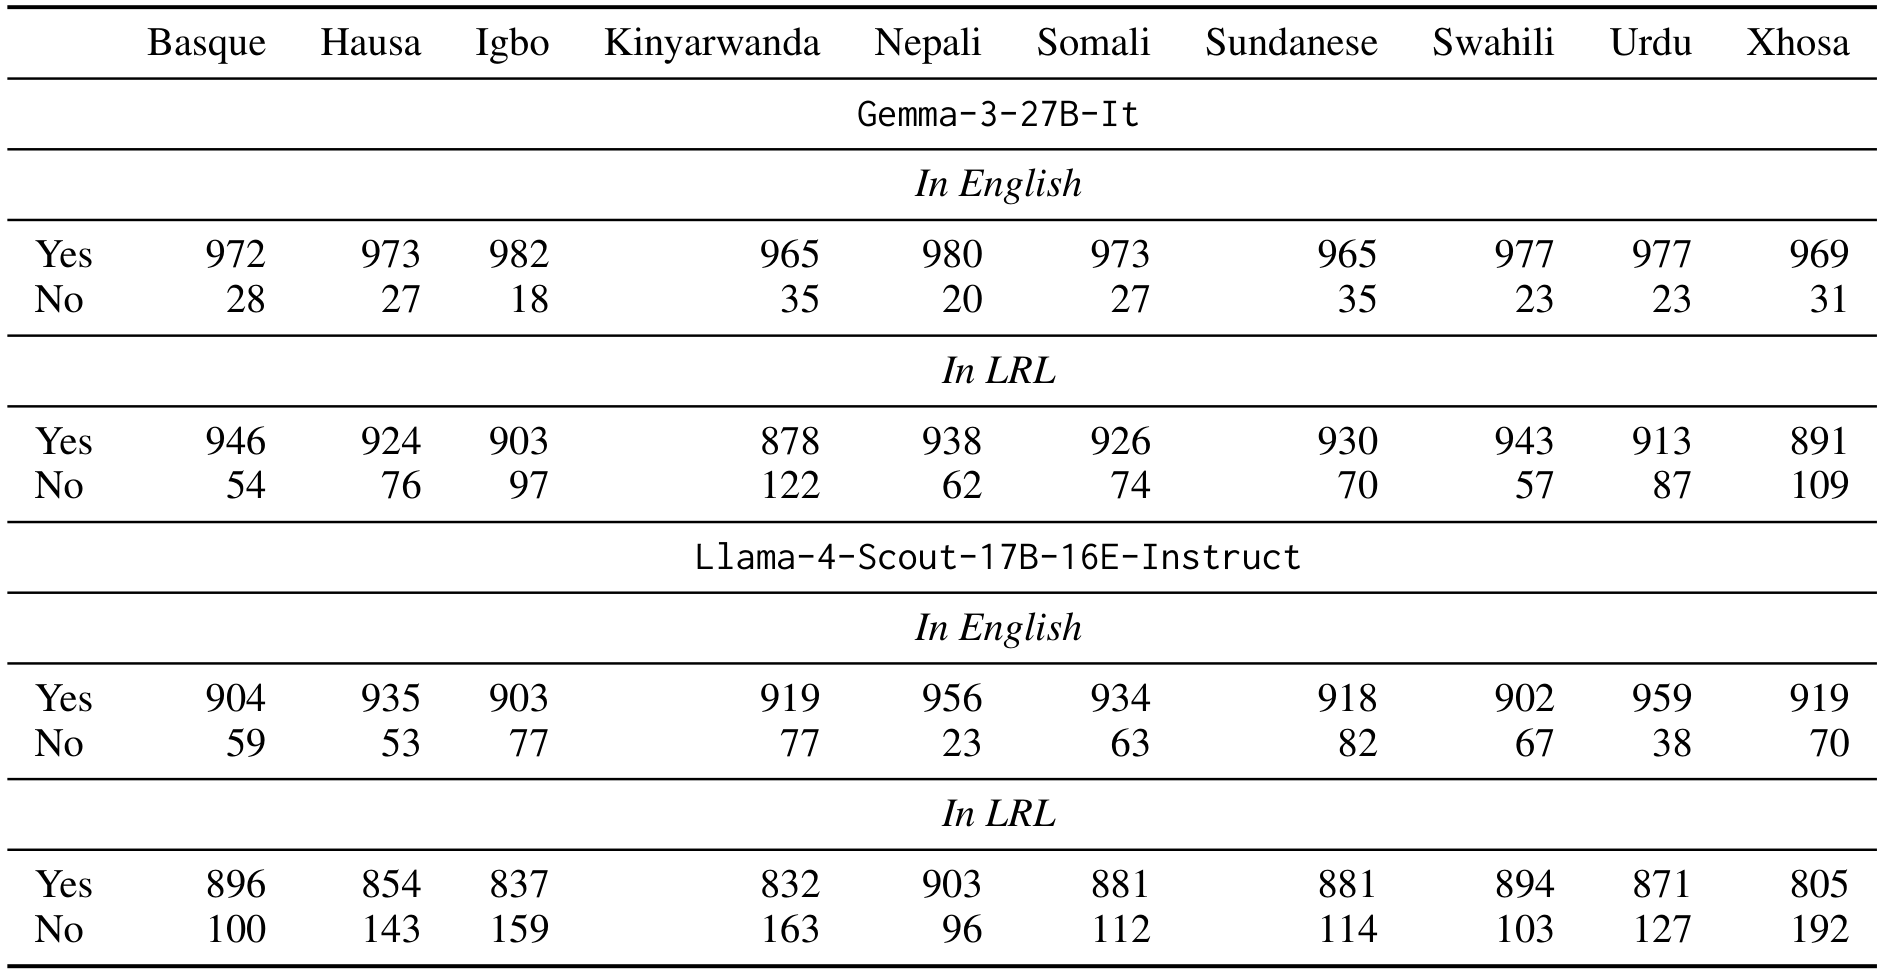 Basque Hausa Igbo Kinyarwanda Nepali Somali Sundanese Swahili Urdu Xhosa
Gemma-3-27B-It
In English
Yes 972 973 982 965 980 973 965 977 977 969
No 28 27 18 35 20 27 35 23 23 31
In LRL
Yes 946 924 903 878 938 926 930 943 913 891
No 54 76 97 122 62 74 70 57 87 109
Llama-4-Scout-17B-16E-Instruct
In English
Yes 904 935 903 919 956 934 918 902 959 919
No 59 53 77 77 23 63 82 67 38 70
In LRL
Yes 896 854 837 832 903 881 881 894 871 805
No 100 143 159 163 96 112 114 103 127 192